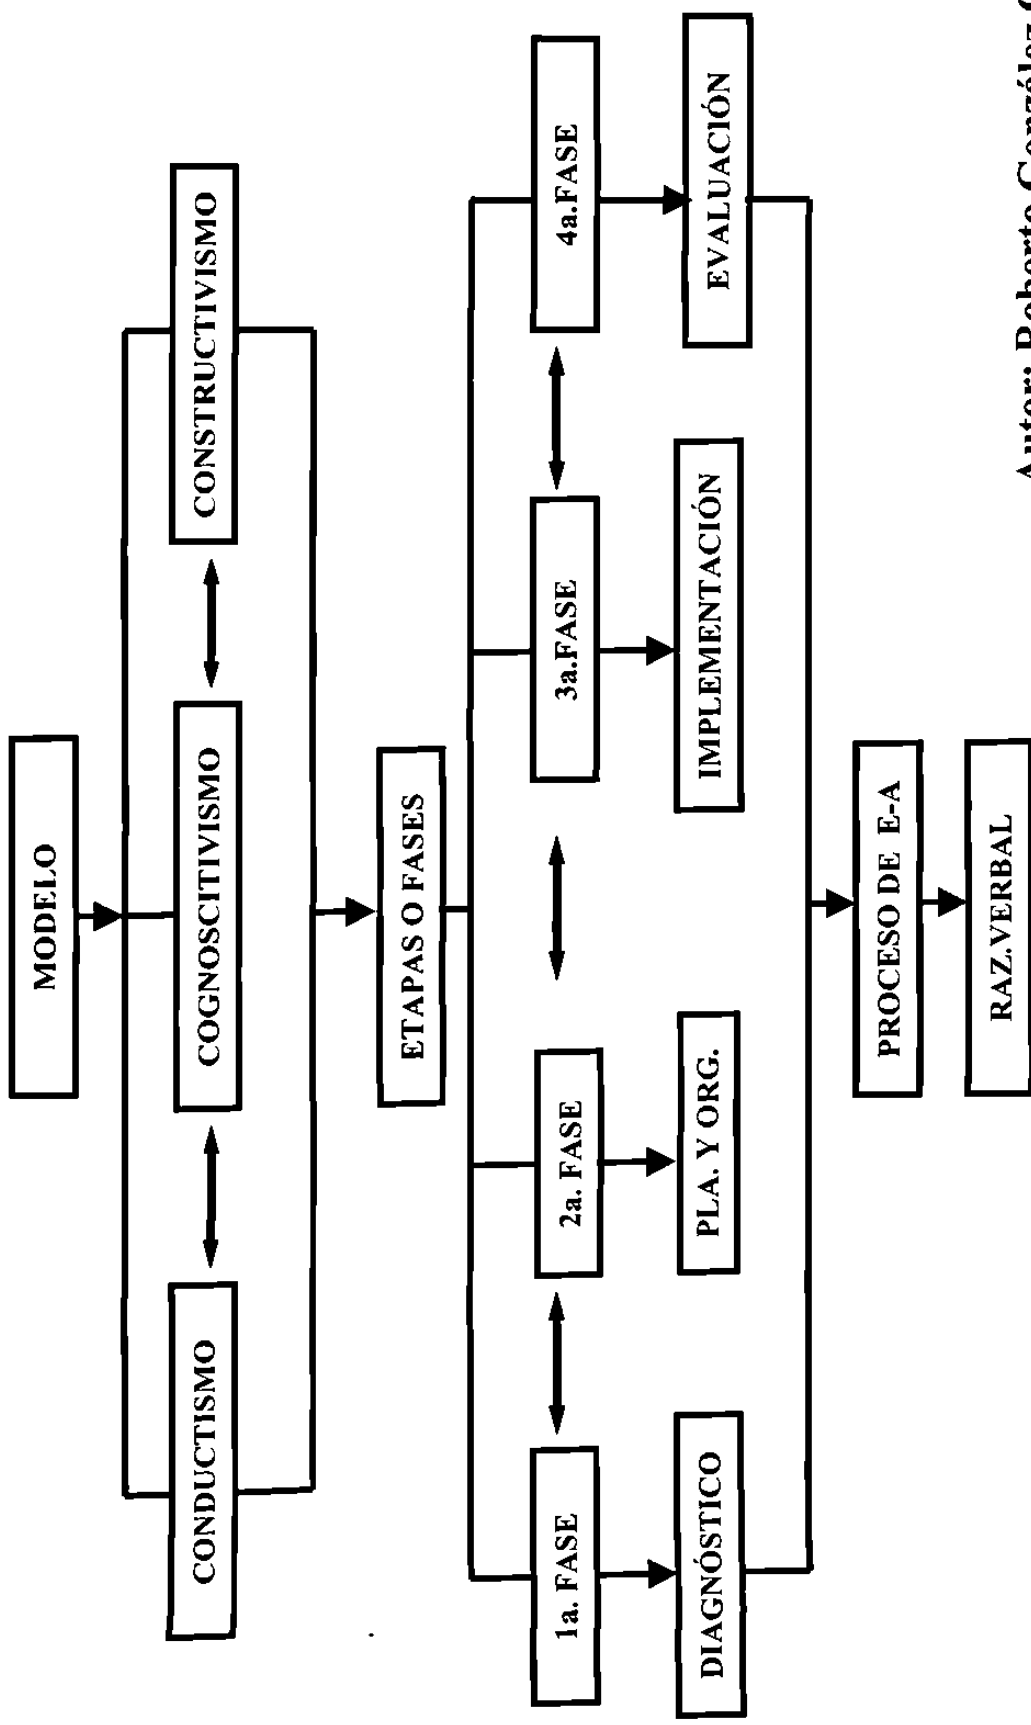 MODELO
CONDUCTISMO
COGNOSCITIVISMO
CONSTRUCTIVISMO
ETAPAS O FASES
1a. FASE
2a. FASE
3a.FASE
4a.FASE
DIAGNÓSTICO
PLA. Y ORG.
IMPLEMENTACIÓN
EVALUACIÓN
PROCESO DE E-A
RAZ.VERBAL
Autor: Roberto González